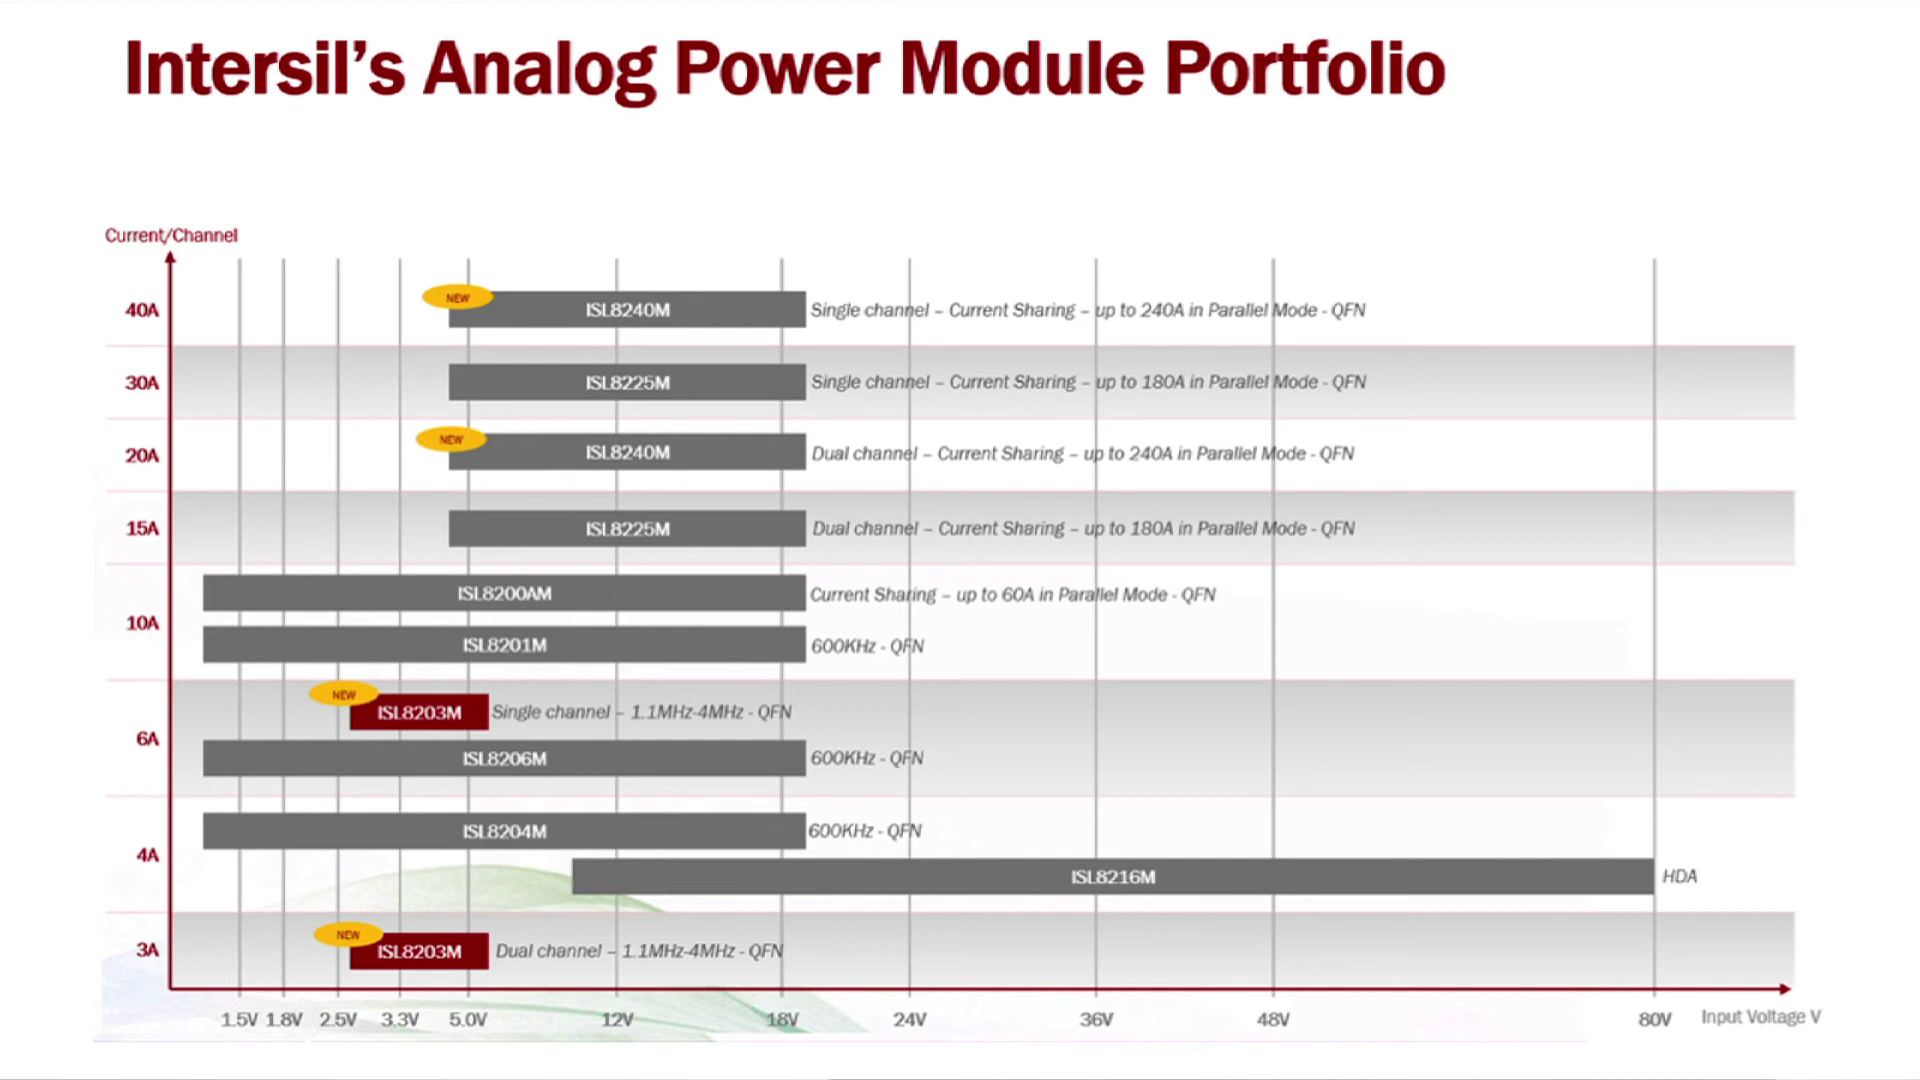 Intersil’s Analog Power Module Portfolio
Current/Channel
40A NEW ISL8240M Single channel – Current Sharing – up to 240A in Parallel Mode - QFN
30A ISL8225M Single channel – Current Sharing – up to 180A in Parallel Mode - QFN
20A NEW ISL8240M Dual channel – Current Sharing – up to 240A in Parallel Mode - QFN
15A ISL8225M Dual channel – Current Sharing – up to 180A in Parallel Mode - QFN
ISL8200AM Current Sharing – up to 60A in Parallel Mode - QFN
10A
ISL8201M 600KHz - QFN
NEW ISL8203M Single channel – 1.1MHz-4MHz - QFN
6A
ISL8206M 600KHz - QFN
ISL8204M 600KHz - QFN
4A
ISL8216M HDA
3A NEW ISL8203M Dual channel – 1.1MHz-4MHz - QFN
1.5V 1.8V 2.5V 3.3V 5.0V 12V 18V 24V 36V 48V 80V Input Voltage V